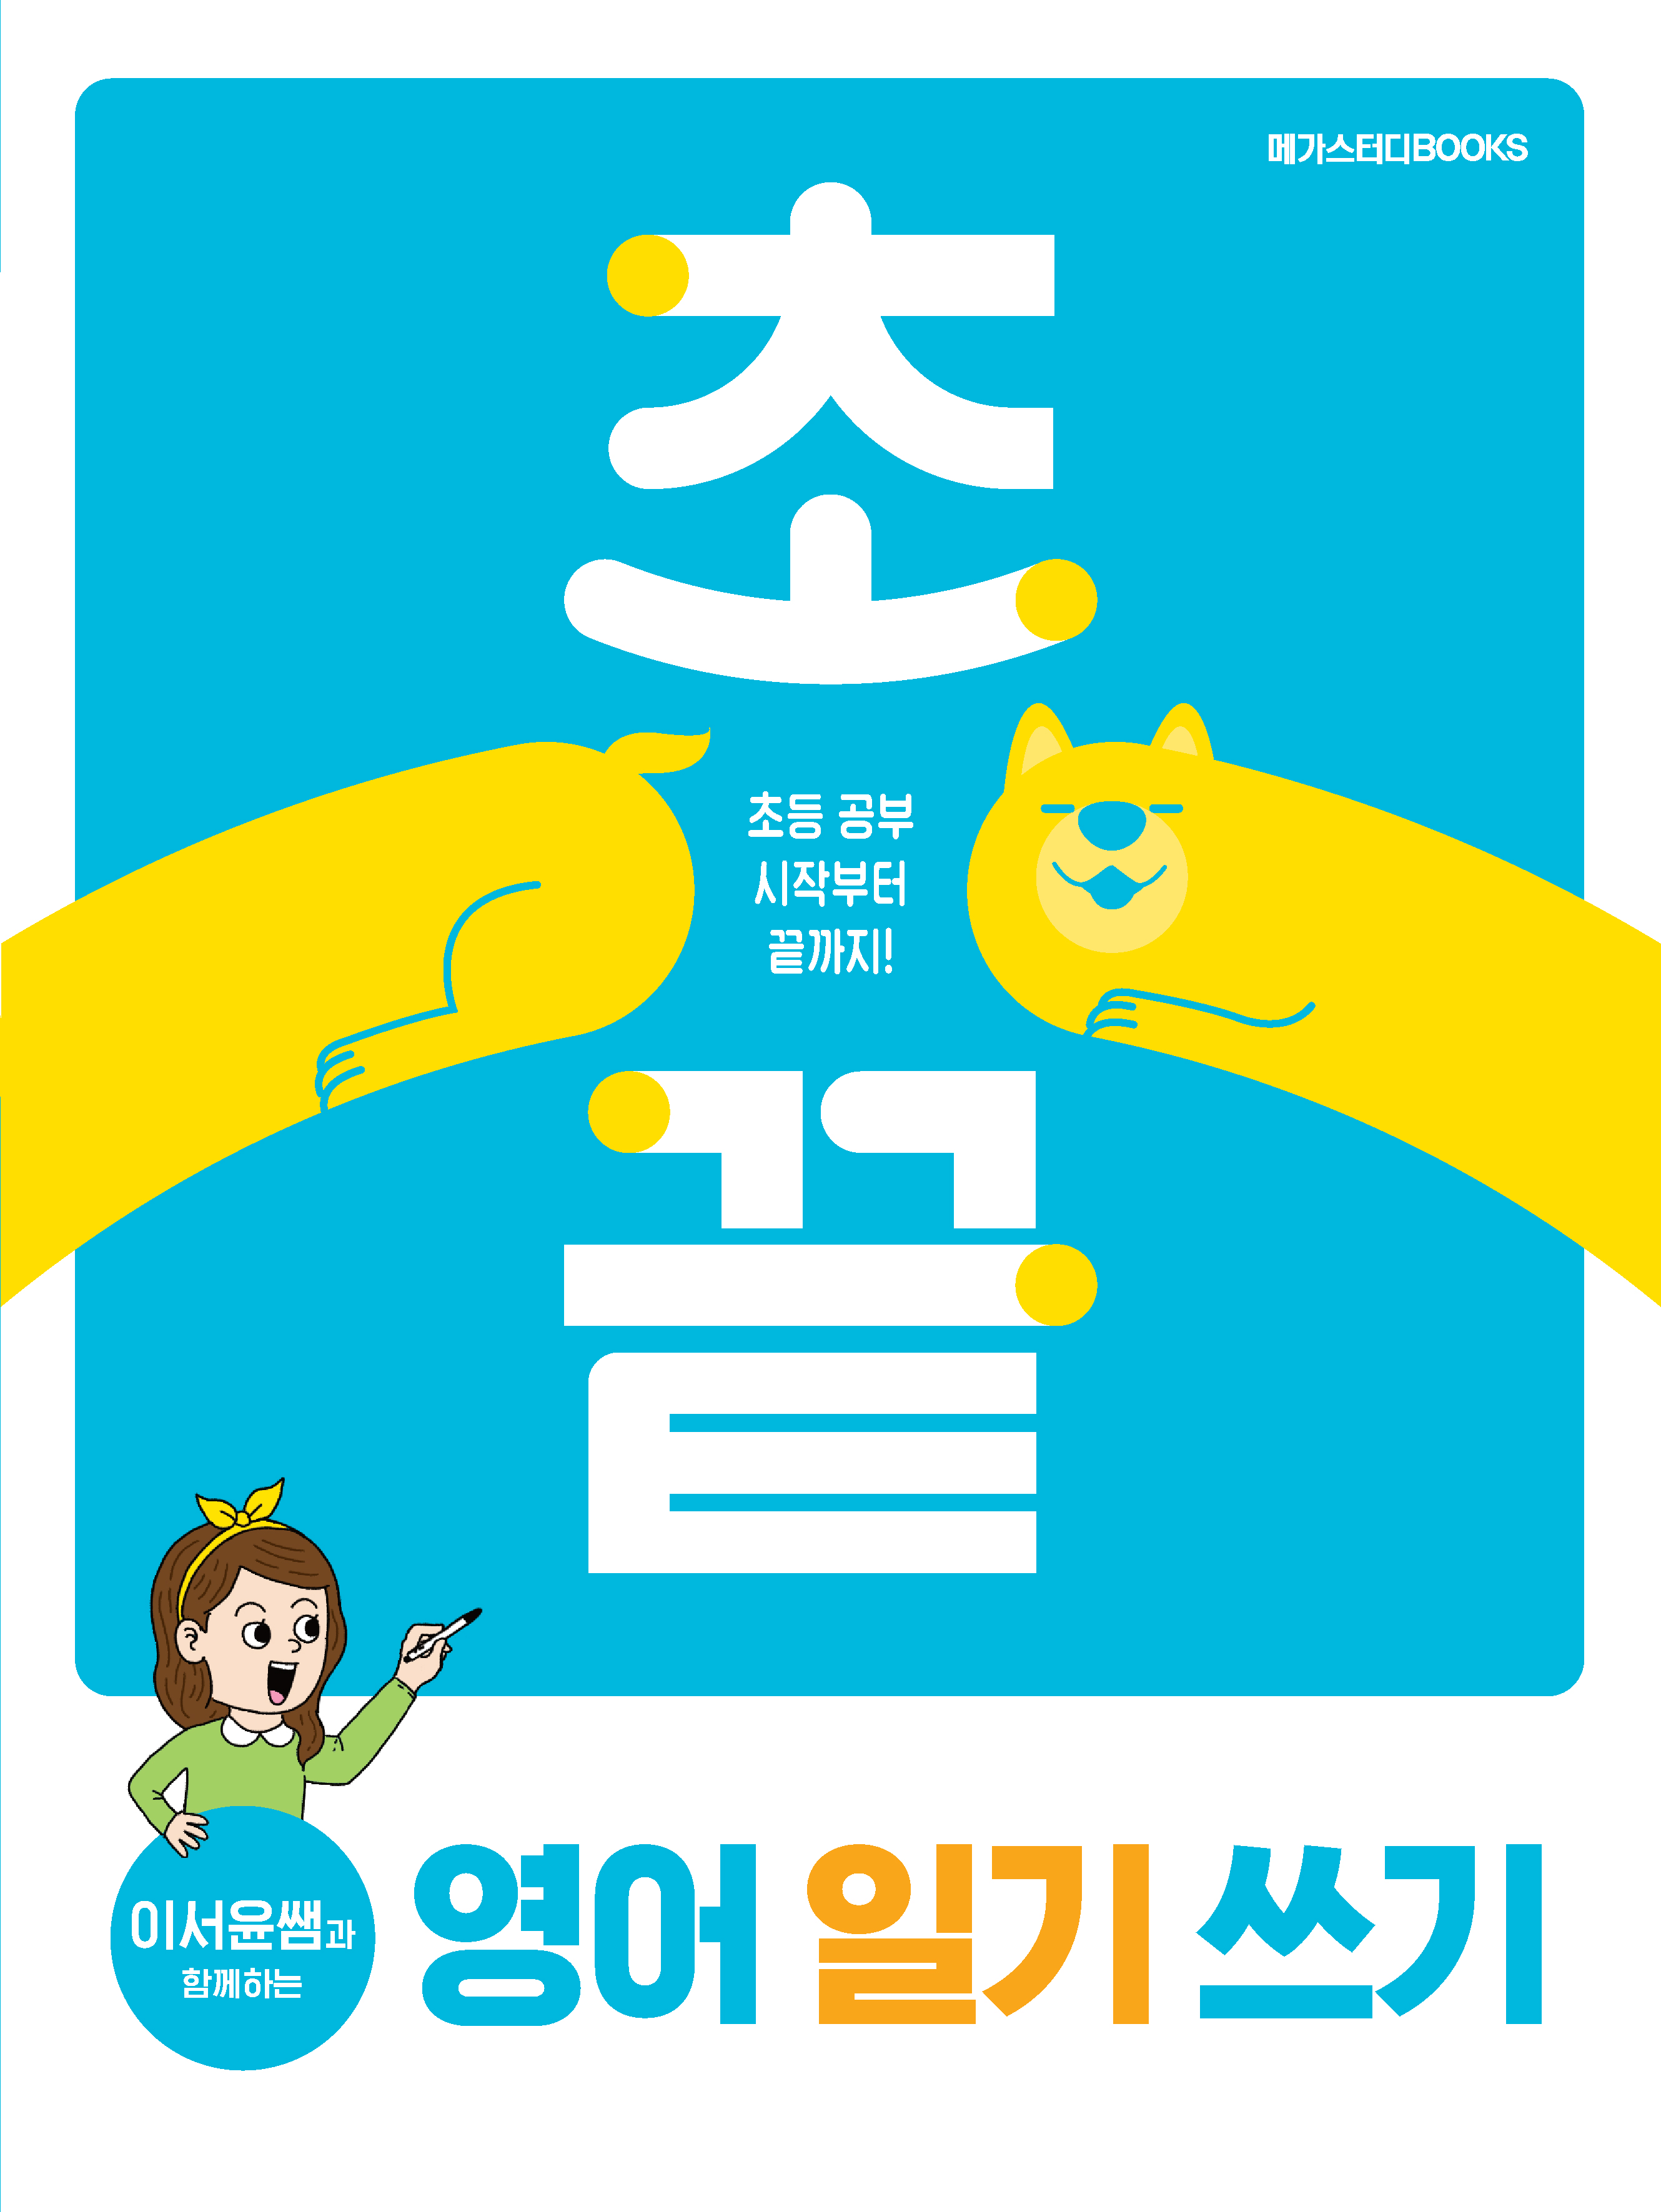 메가스터디BOOKS
초
초등 공부
시작부터
끝까지!
끝
이서윤쌤과
함께하는
영어 일기 쓰기